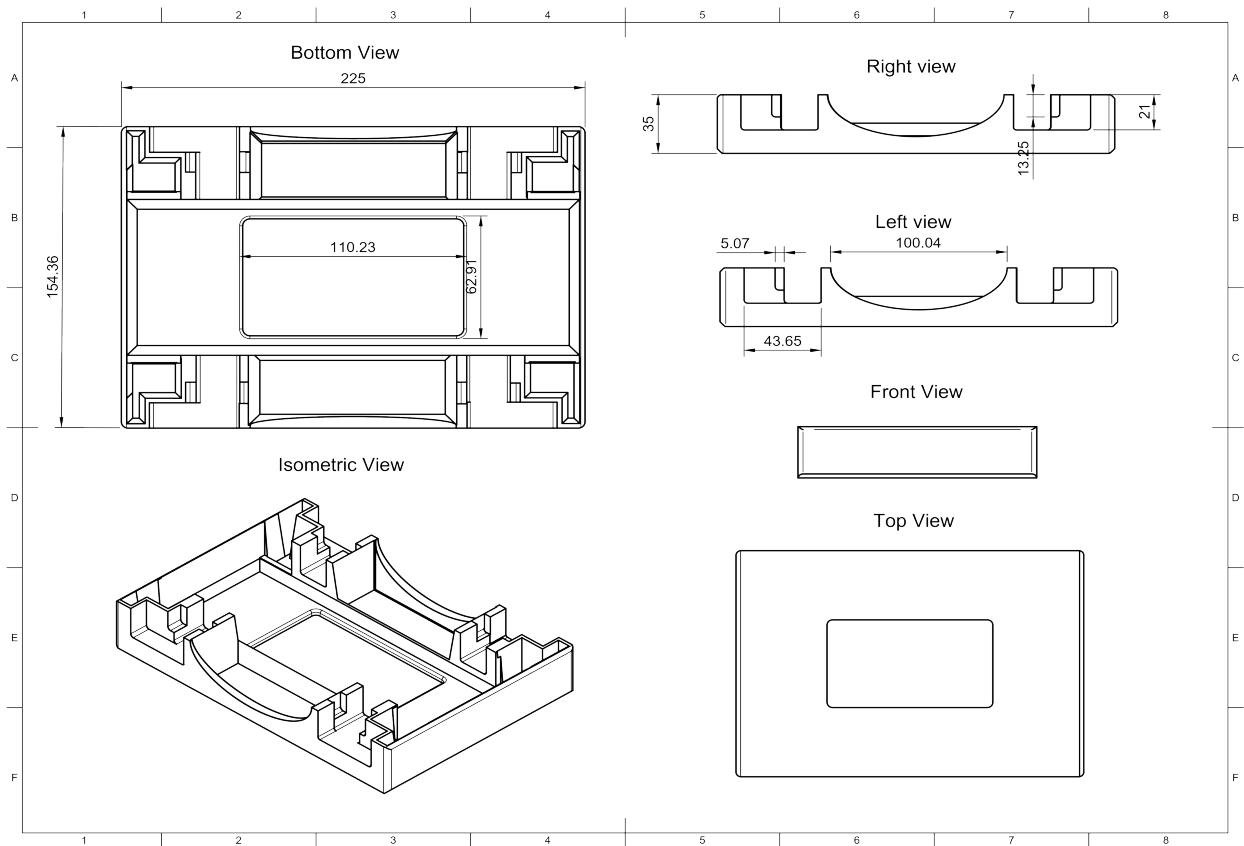 1 2 3 4 5 6 7 8
Bottom View
225
Right view
A A
35
13.25
21
B B
154.36
110.23
62.91
Left view
5.07
100.04
43.65
C C
Front View
Isometric View
D D
Top View
E E
F F
1 2 3 4 5 6 7 8